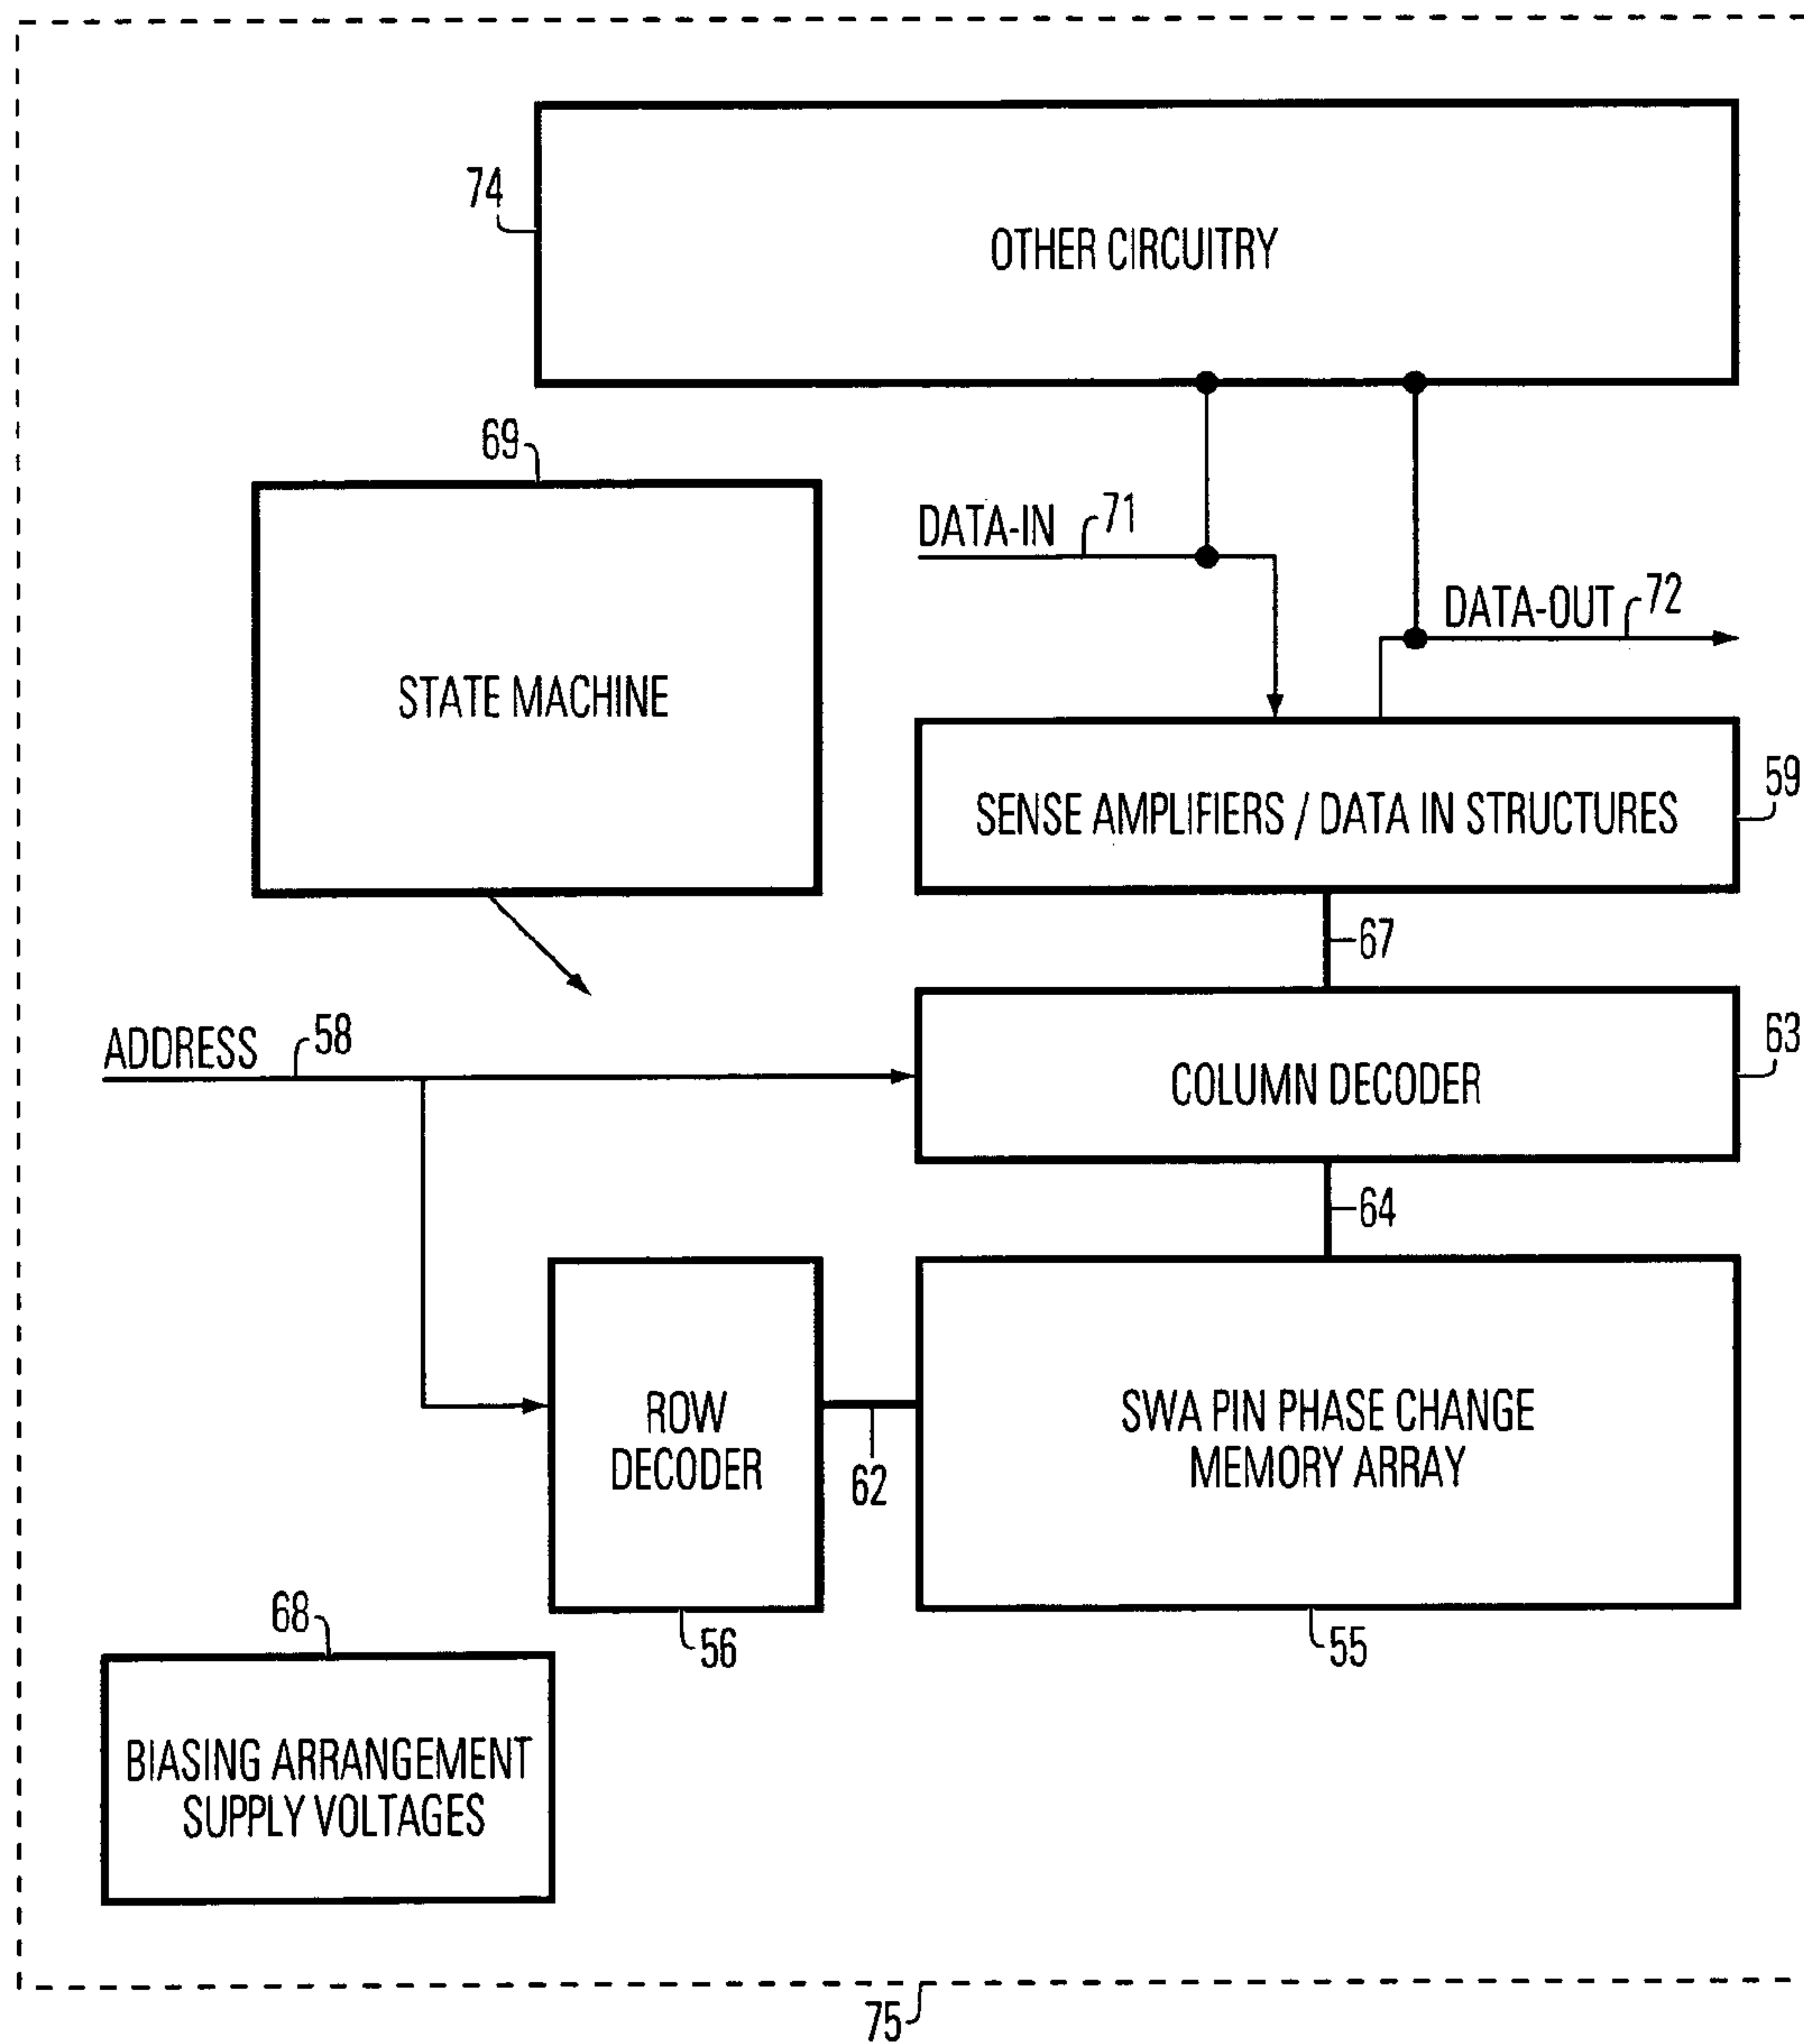 74
OTHER CIRCUITRY
69
STATE MACHINE
DATA-IN
71
DATA-OUT
72
SENSE AMPLIFIERS / DATA IN STRUCTURES
59
67
ADDRESS
58
COLUMN DECODER
63
64
ROW
DECODER
62
SWA PIN PHASE CHANGE
MEMORY ARRAY
56
55
68
BIASING ARRANGEMENT
SUPPLY VOLTAGES
75